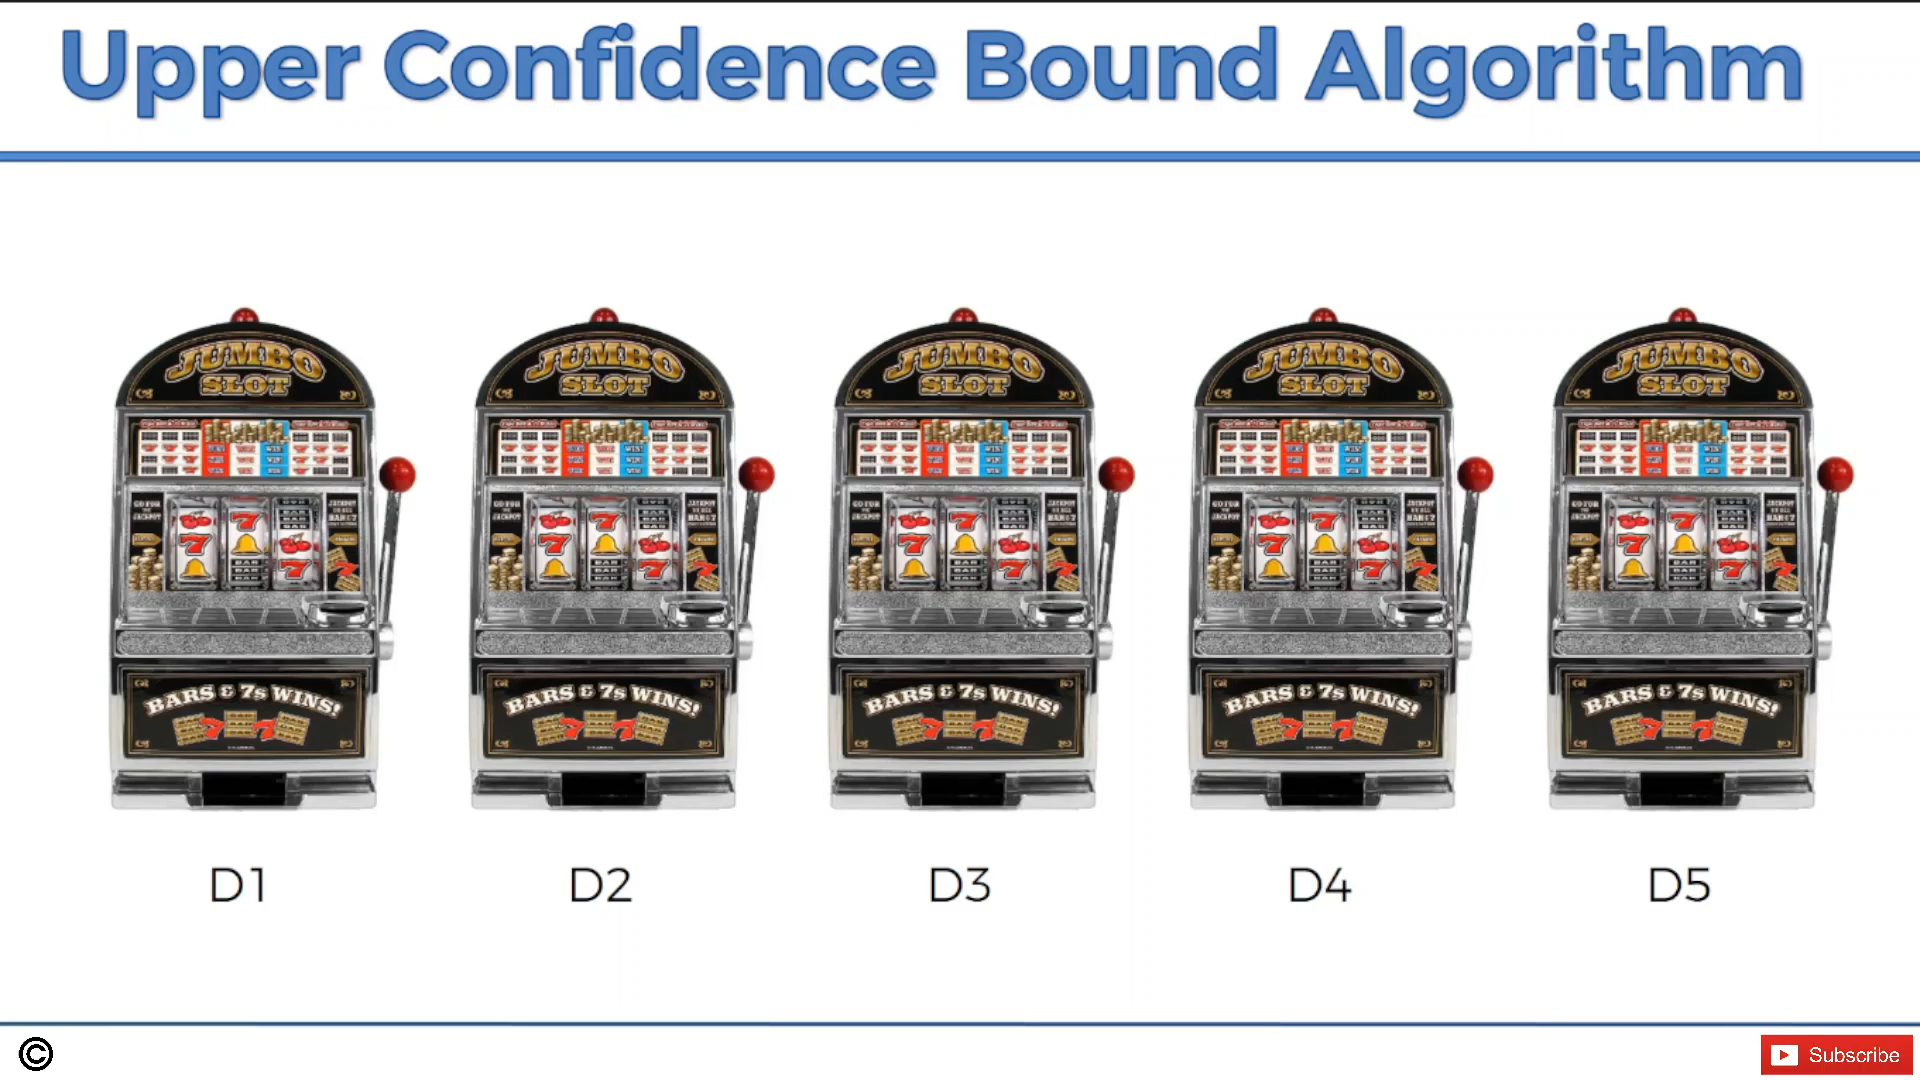 Upper Confidence Bound Algorithm
JUMBO JUMBO JUMBO JUMBO JUMBO
SLOT SLOT SLOT SLOT SLOT
BARS & 7s WINS! BARS & 7s WINS! BARS & 7s WINS! BARS & 7s WINS! BARS & 7s WINS!
D1 D2 D3 D4 D5
© Subscribe